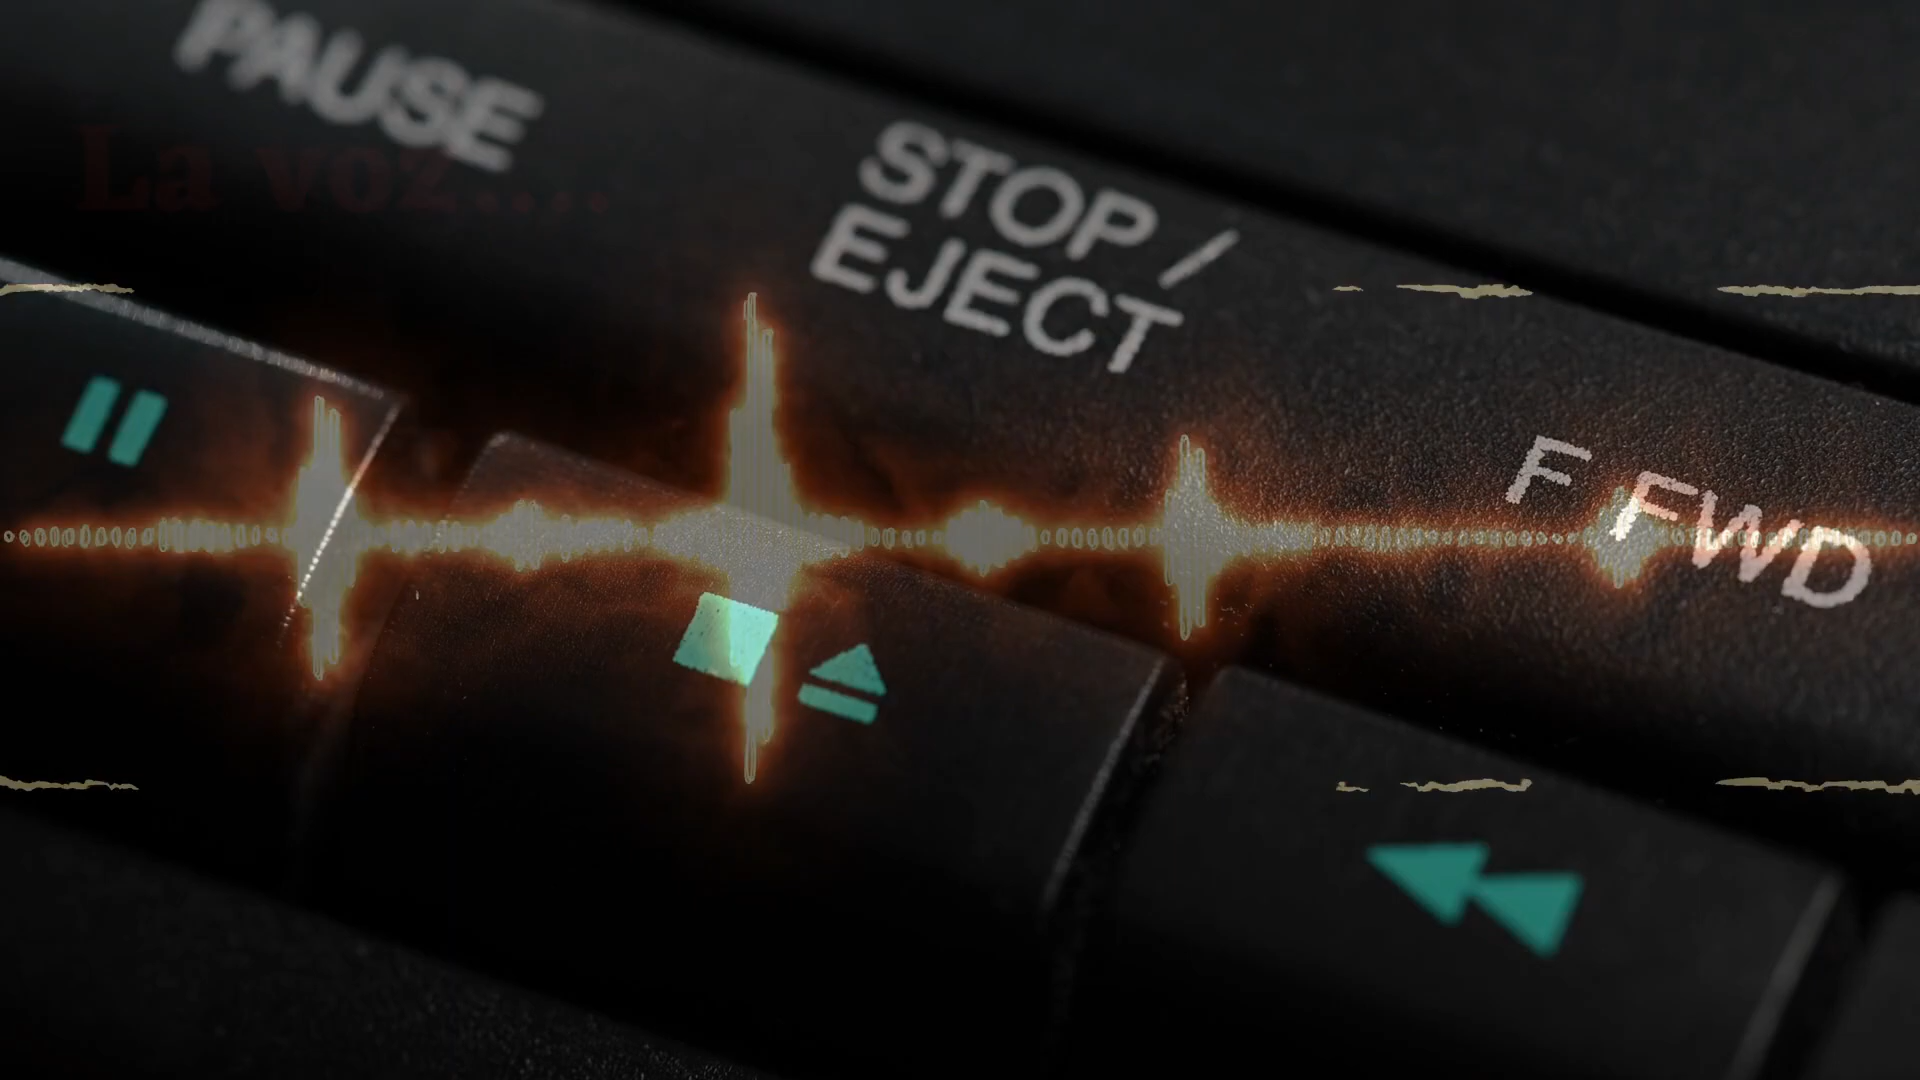 PAUSE
La voz....
STOP /
EJECT
F FWD